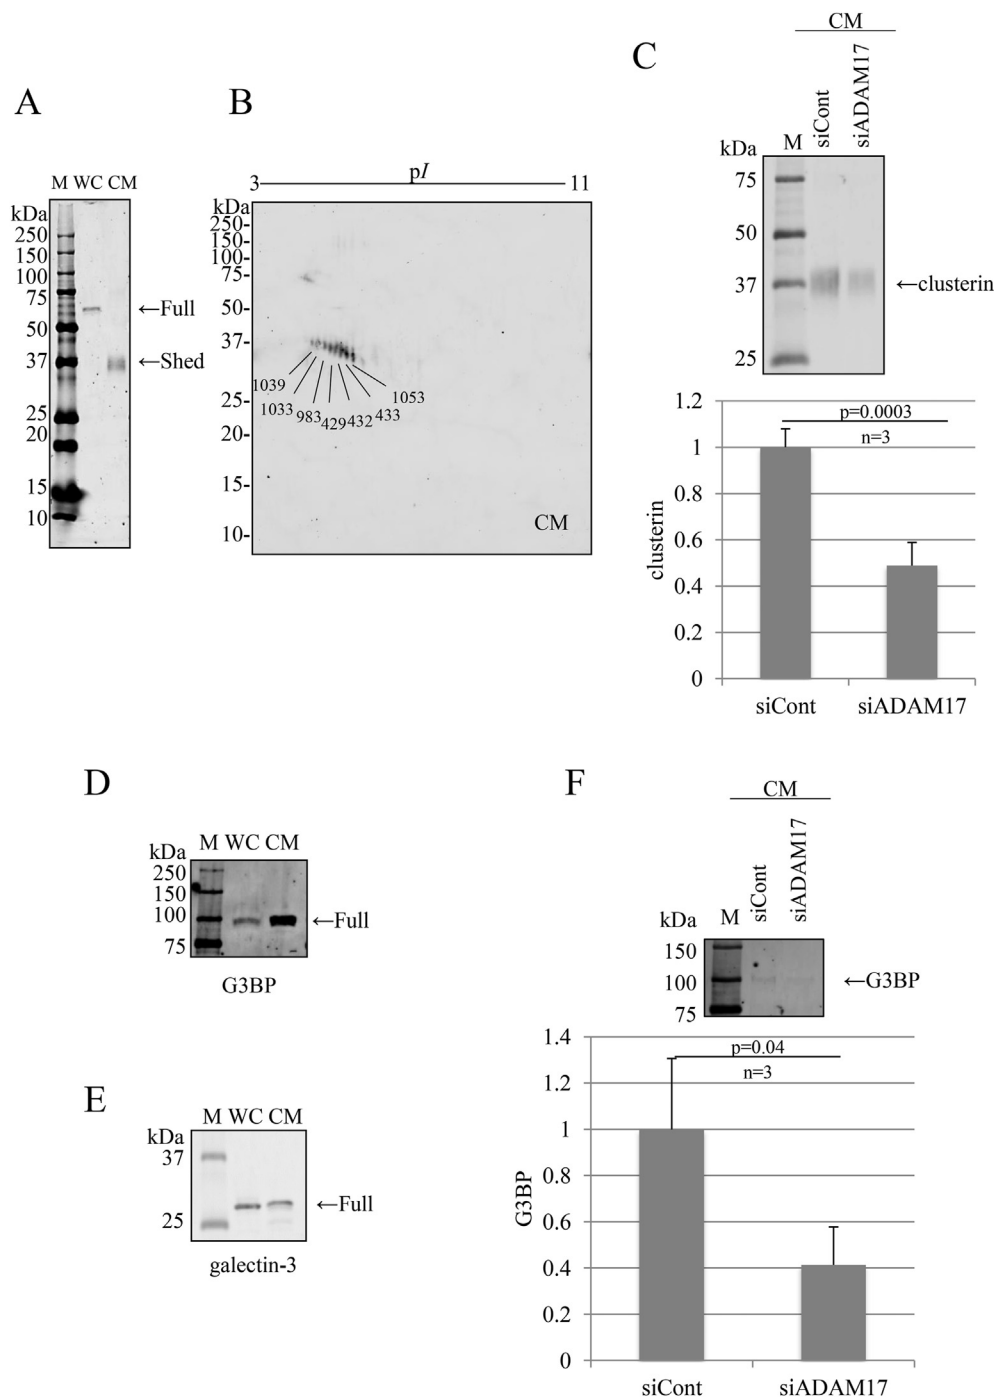 A
M WC CM
kDa
250
150
100
75
50
37
25
20
15
10
←Full
←Shed
B
pI
3 11
kDa
250-
150-
100-
75-
50-
37-
25-
20-
15-
10-
1039
1033
983
429
432
433
1053
CM
C
CM
siCont
siADAM17
kDa M
75
50
37
25
←clusterin
1.2
1
0.8
0.6
0.4
0.2
0
clusterin
p=0.0003
n=3
siCont siADAM17
D
M WC CM
kDa
250
150
100
75
←Full
G3BP
E
M WC CM
kDa
37
25
←Full
galectin-3
F
CM
siCont
siADAM17
kDa M
150
100
75
←G3BP
1.4
1.2
1
0.8
0.6
0.4
0.2
0
G3BP
p=0.04
n=3
siCont siADAM17